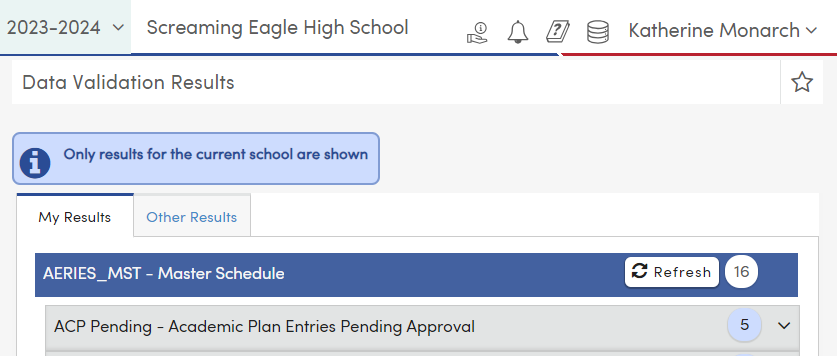 2023-2024 Screaming Eagle High School Katherine Monarch
Data Validation Results
Only results for the current school are shown
My Results Other Results
AERIES_MST - Master Schedule Refresh 16
ACP Pending - Academic Plan Entries Pending Approval 5